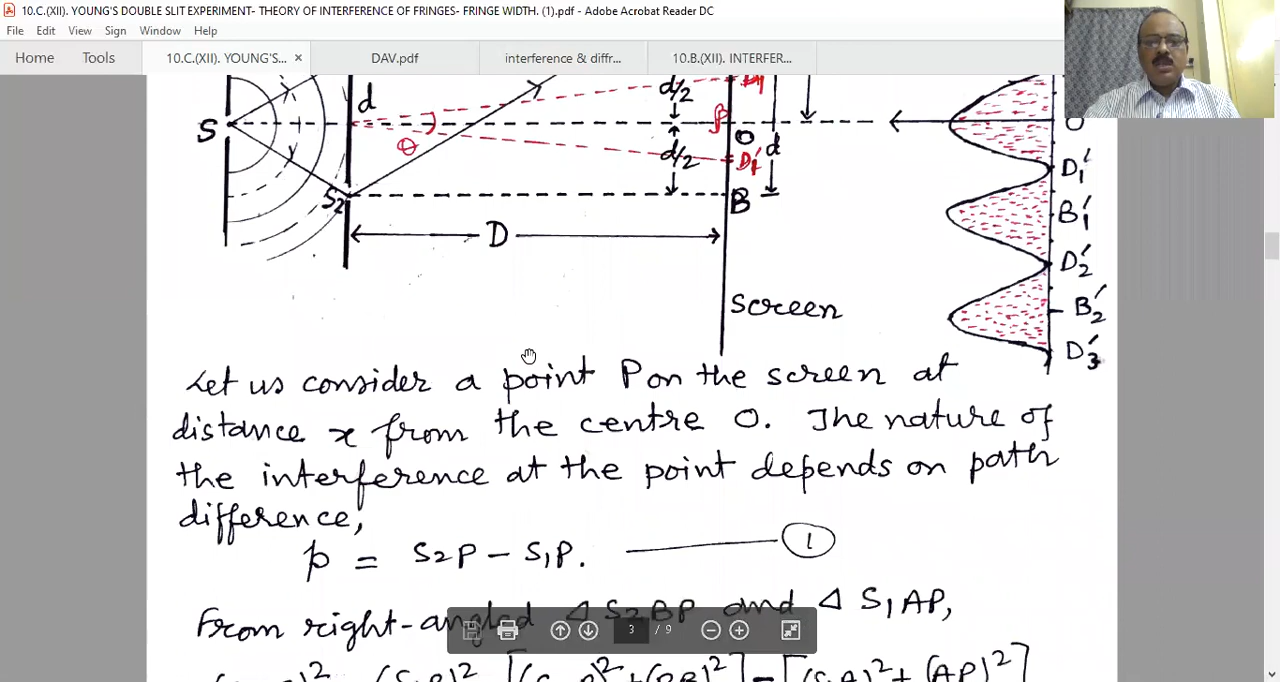 10.C.(XII). YOUNG'S DOUBLE SLIT EXPERIMENT- THEORY OF INTERFERENCE OF FRINGES- FRINGE WIDTH. (1).pdf - Adobe Acrobat Reader DC
File Edit View Sign Window Help
Home Tools 10.C.(XII). YOUNG'S... × DAV.pdf interference & diffr... 10.B.(XII). INTERFER...
d
d/2
S
θ
β
O
O
d/2
d
D₁'
D₁'
S₂
B
B₁'
D
D₂'
Screen
B₂'
D₃'
Let us consider a point P on the screen at
distance x from the centre O. The nature of
the interference at the point depends on path
difference,
p = S₂P – S₁P. 1
From right-angled Δ S₂BP and Δ S₁AP,
3 / 9